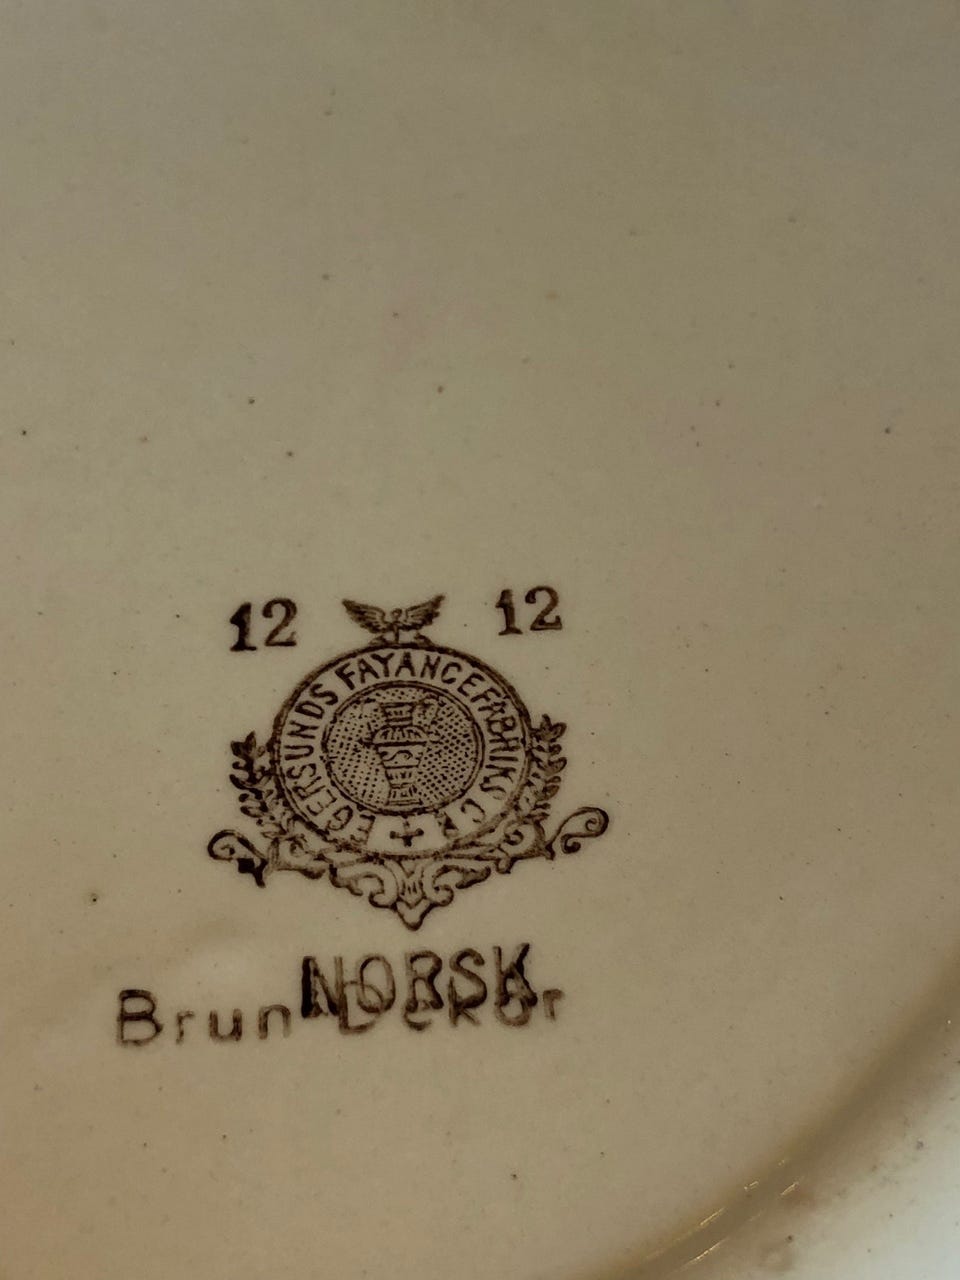 12 12
EGERSUNDS FAYANCEFABRIKS Co
NORSK
Brun Dekor